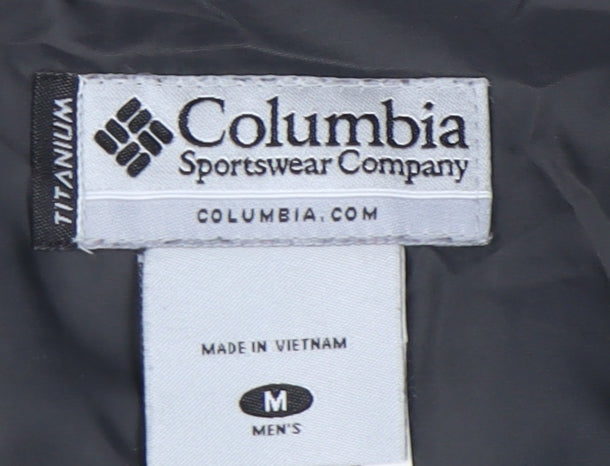 TITANIUM
Columbia
Sportswear Company
COLUMBIA.COM
MADE IN VIETNAM
M
MEN'S